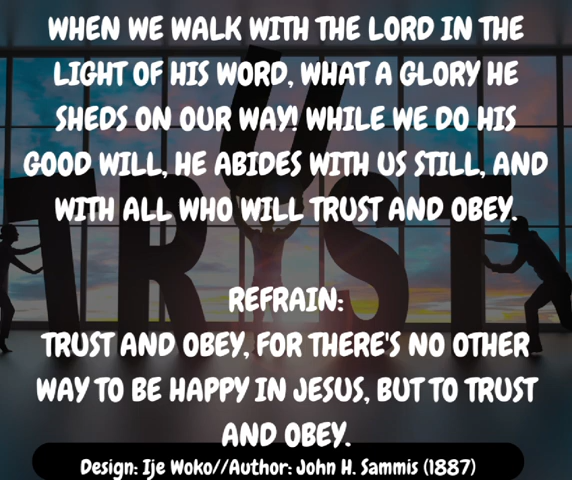 WHEN WE WALK WITH THE LORD IN THE
LIGHT OF HIS WORD, WHAT A GLORY HE
SHEDS ON OUR WAY! WHILE WE DO HIS
GOOD WILL, HE ABIDES WITH US STILL, AND
WITH ALL WHO WILL TRUST AND OBEY.
REFRAIN:
TRUST AND OBEY, FOR THERE'S NO OTHER
WAY TO BE HAPPY IN JESUS, BUT TO TRUST
AND OBEY.
Design: Ije Woko//Author: John H. Sammis (1887)
TRUST